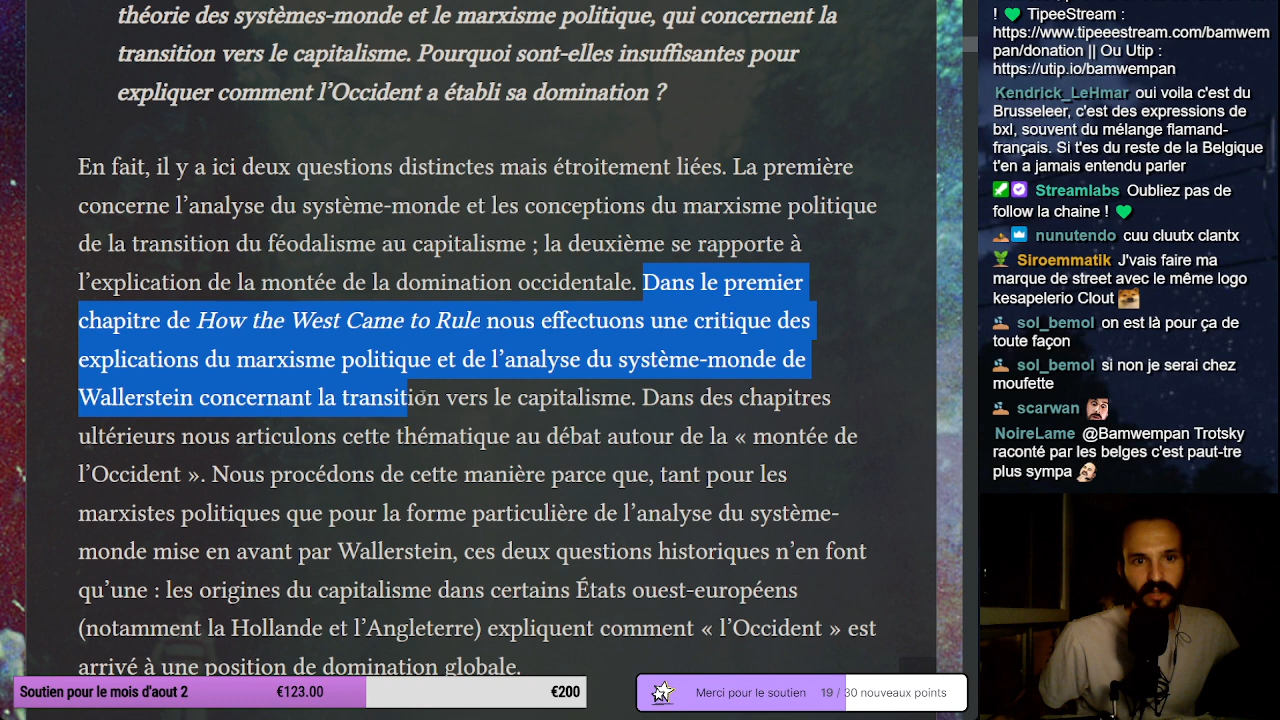 théorie des systèmes-monde et le marxisme politique, qui concernent la
transition vers le capitalisme. Pourquoi sont-elles insuffisantes pour
expliquer comment l’Occident a établi sa domination ?
En fait, il y a ici deux questions distinctes mais étroitement liées. La première
concerne l’analyse du système-monde et les conceptions du marxisme politique
de la transition du féodalisme au capitalisme ; la deuxième se rapporte à
l’explication de la montée de la domination occidentale. Dans le premier
chapitre de How the West Came to Rule nous effectuons une critique des
explications du marxisme politique et de l’analyse du système-monde de
Wallerstein concernant la transition vers le capitalisme. Dans des chapitres
ultérieurs nous articulons cette thématique au débat autour de la « montée de
l’Occident ». Nous procédons de cette manière parce que, tant pour les
marxistes politiques que pour la forme particulière de l’analyse du système-
monde mise en avant par Wallerstein, ces deux questions historiques n’en font
qu’une : les origines du capitalisme dans certains États ouest-européens
(notamment la Hollande et l’Angleterre) expliquent comment « l’Occident » est
arrivé à une position de domination globale.
Soutien pour le mois d'aout 2 €123.00 €200
Merci pour le soutien 19 / 30 nouveaux points
! TipeeStream :
https://www.tipeeestream.com/bamwem
pan/donation || Ou Utip :
https://utip.io/bamwempan
Kendrick_LeHmar oui voila c'est du
Brusseleer, c'est des expressions de
bxl, souvent du mélange flamand-
français. Si t'es du reste de la Belgique
t'en a jamais entendu parler
Streamlabs Oubliez pas de
follow la chaine !
nunutendo cuu cluutx clantx
Siroemmatik J'vais faire ma
marque de street avec le même logo
kesapelerio Clout
sol_bemol on est là pour ça de
toute façon
sol_bemol si non je serai chez
moufette
scarwan
NoireLame @Bamwempan Trotsky
raconté par les belges c'est paut-tre
plus sympa